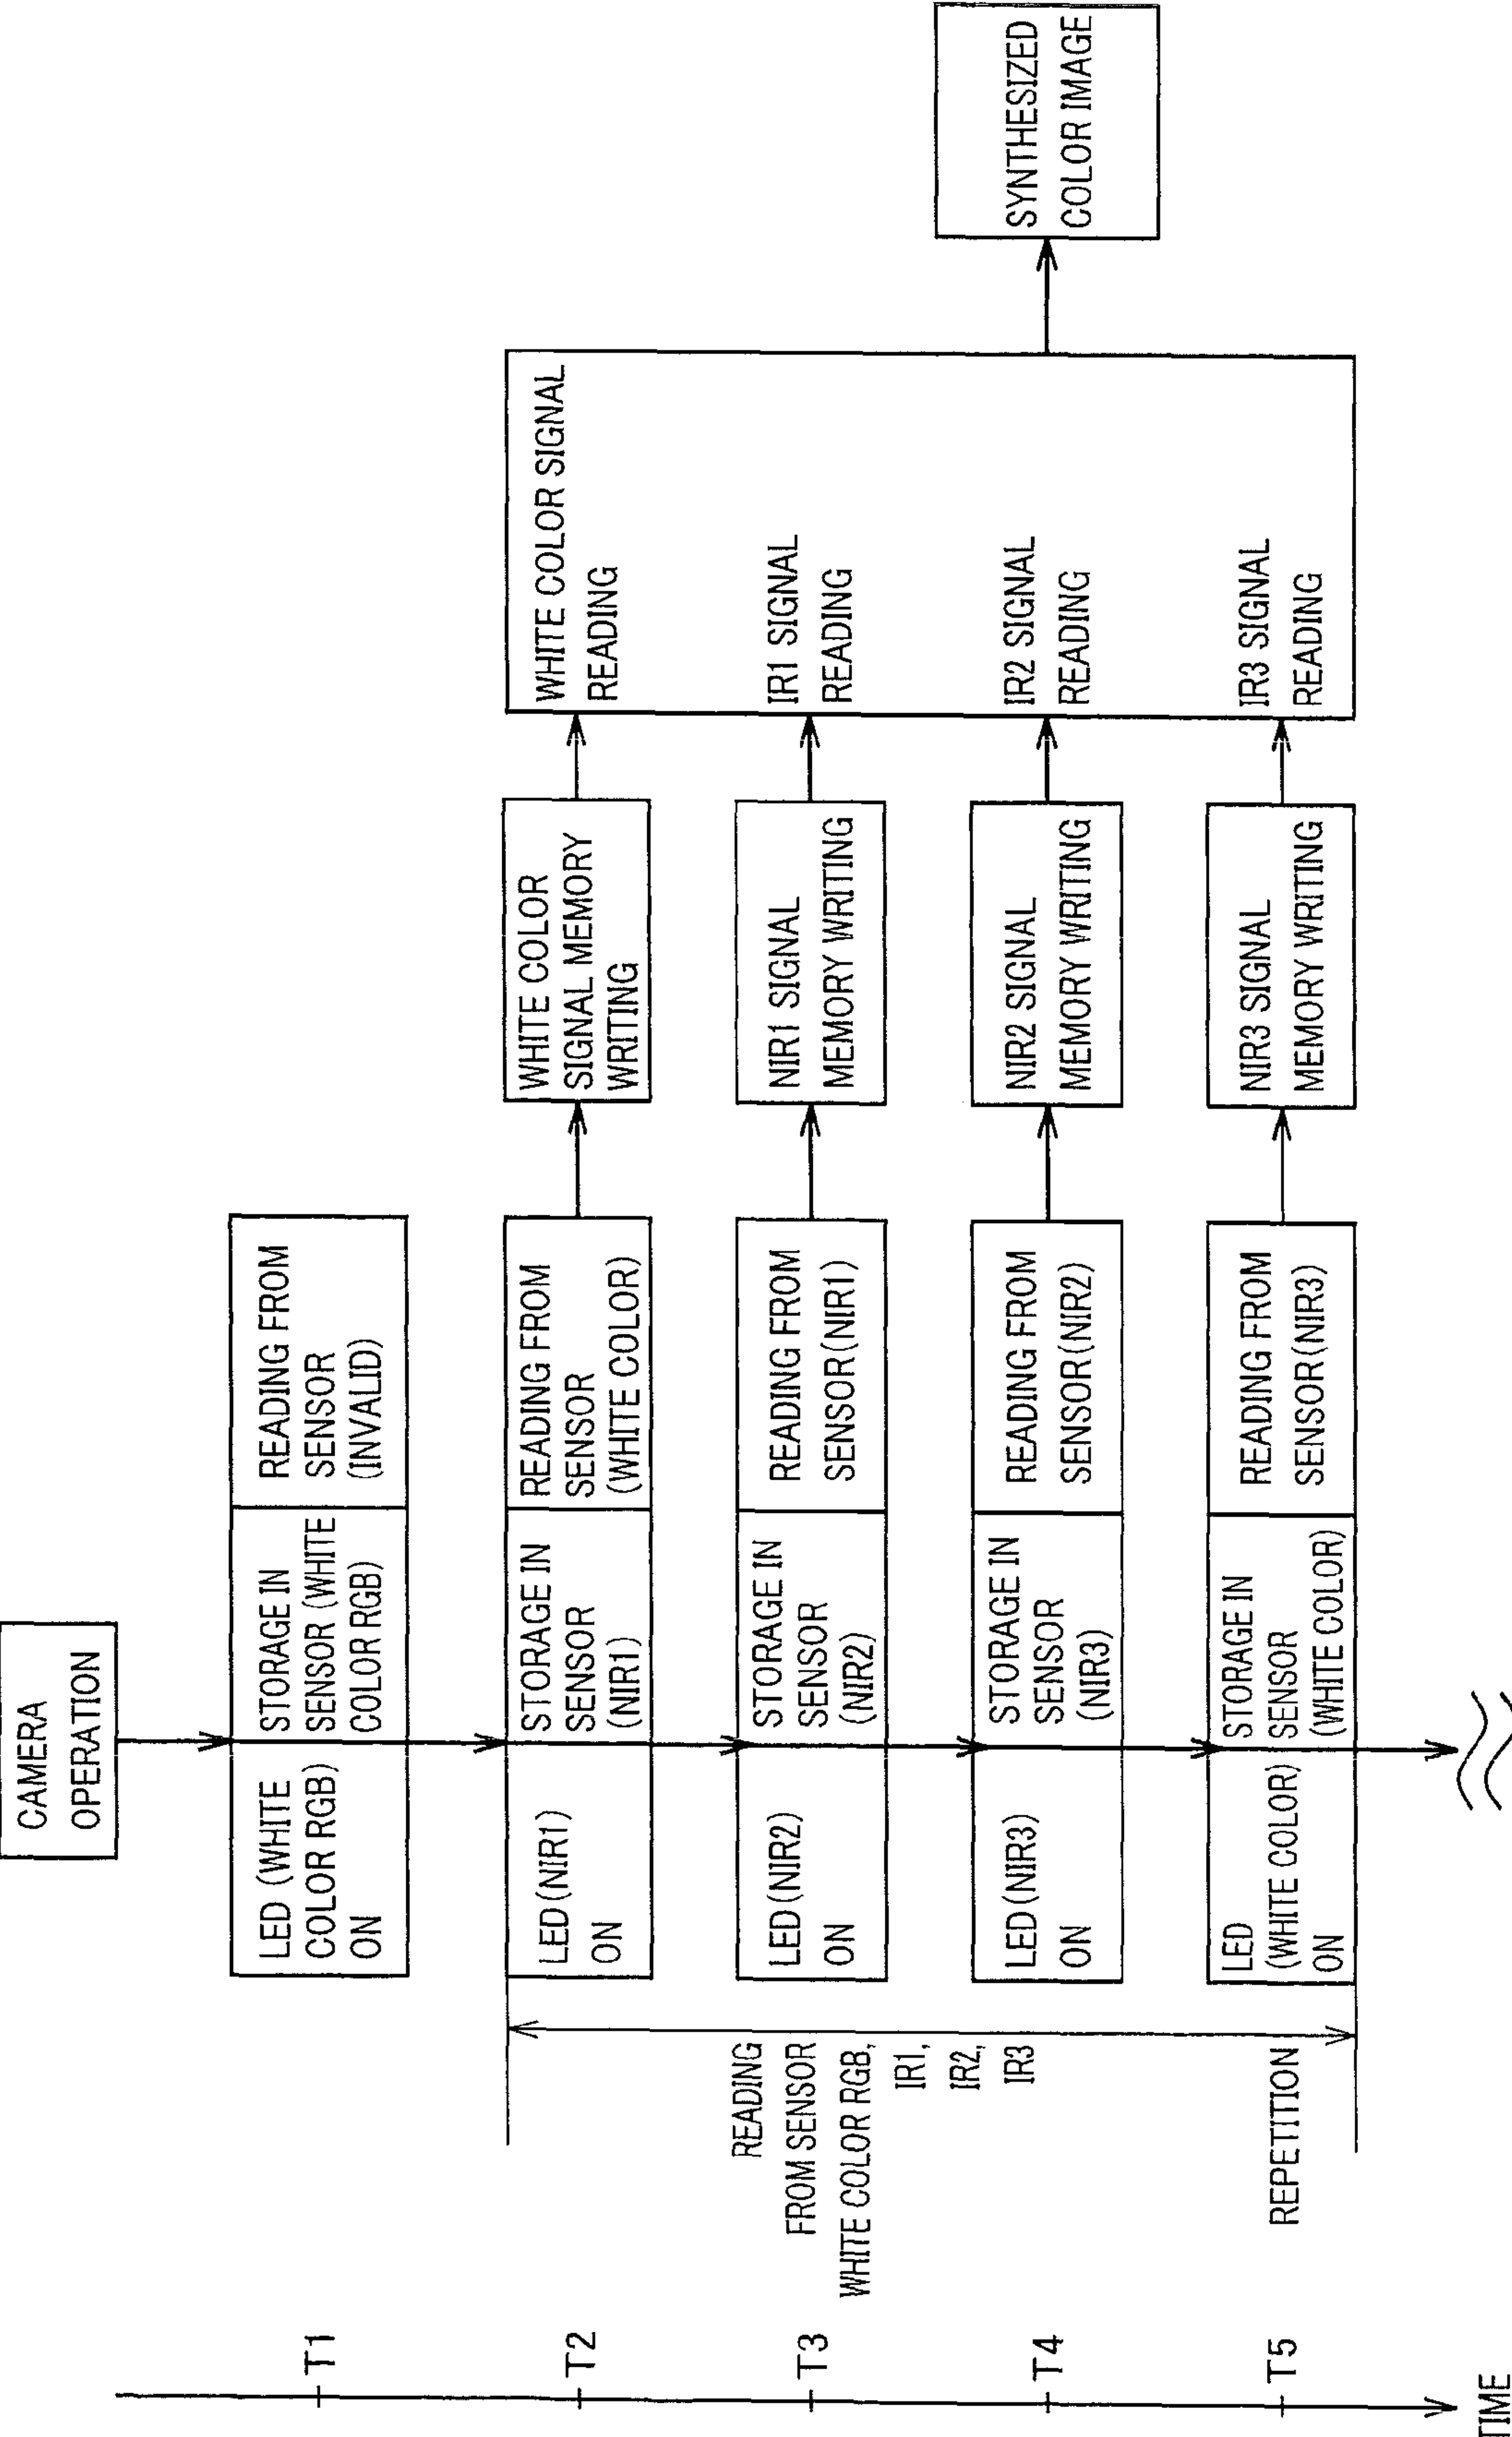 CAMERA
OPERATION
T1
LED (WHITE
COLOR RGB)
ON
STORAGE IN
SENSOR (WHITE
COLOR RGB)
READING FROM
SENSOR
(INVALID)
T2
LED (NIR1)
ON
STORAGE IN
SENSOR
(NIR1)
READING FROM
SENSOR
(WHITE COLOR)
WHITE COLOR
SIGNAL MEMORY
WRITING
WHITE COLOR SIGNAL
READING
T3
READING
FROM SENSOR
WHITE COLOR RGB,
IR1,
IR2,
IR3
LED (NIR2)
ON
STORAGE IN
SENSOR
(NIR2)
READING FROM
SENSOR(NIR1)
NIR1 SIGNAL
MEMORY WRITING
IR1 SIGNAL
READING
T4
LED (NIR3)
ON
STORAGE IN
SENSOR
(NIR3)
READING FROM
SENSOR(NIR2)
NIR2 SIGNAL
MEMORY WRITING
IR2 SIGNAL
READING
SYNTHESIZED
COLOR IMAGE
T5
REPETITION
LED
(WHITE COLOR)
ON
STORAGE IN
SENSOR
(WHITE COLOR)
READING FROM
SENSOR(NIR3)
NIR3 SIGNAL
MEMORY WRITING
IR3 SIGNAL
READING
TIME